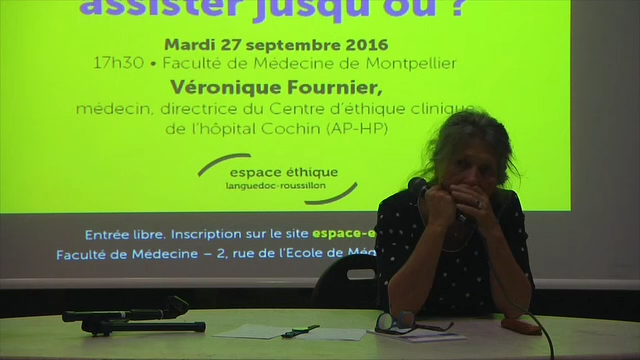 assister jusqu'où ?
Mardi 27 septembre 2016
17h30 • Faculté de Médecine de Montpellier
Véronique Fournier,
médecin, directrice du Centre d'éthique clinique
de l'hôpital Cochin (AP-HP)
espace éthique
languedoc-roussillon
Entrée libre. Inscription sur le site espace-e
Faculté de Médecine – 2, rue de l'Ecole de Méd